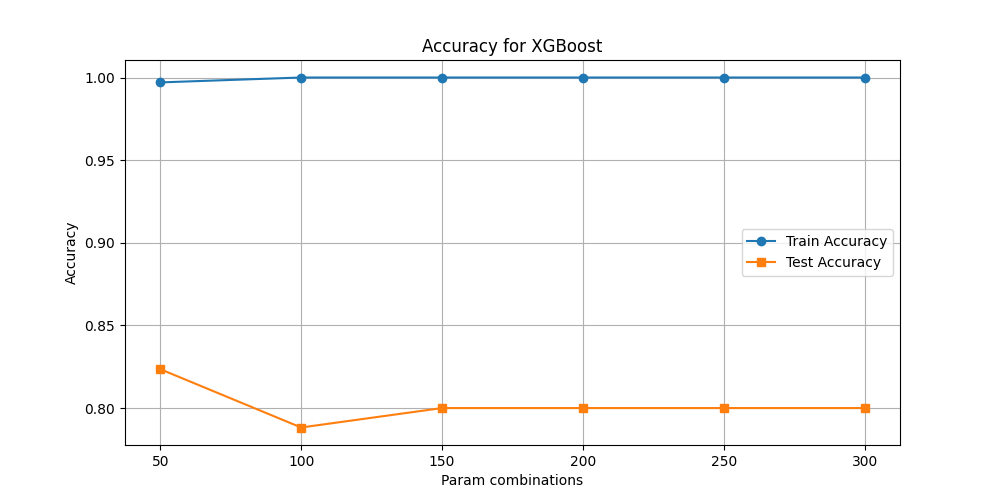 Accuracy for XGBoost
1.00
0.95
0.90
0.85
0.80
Accuracy
Train Accuracy
Test Accuracy
50 100 150 200 250 300
Param combinations